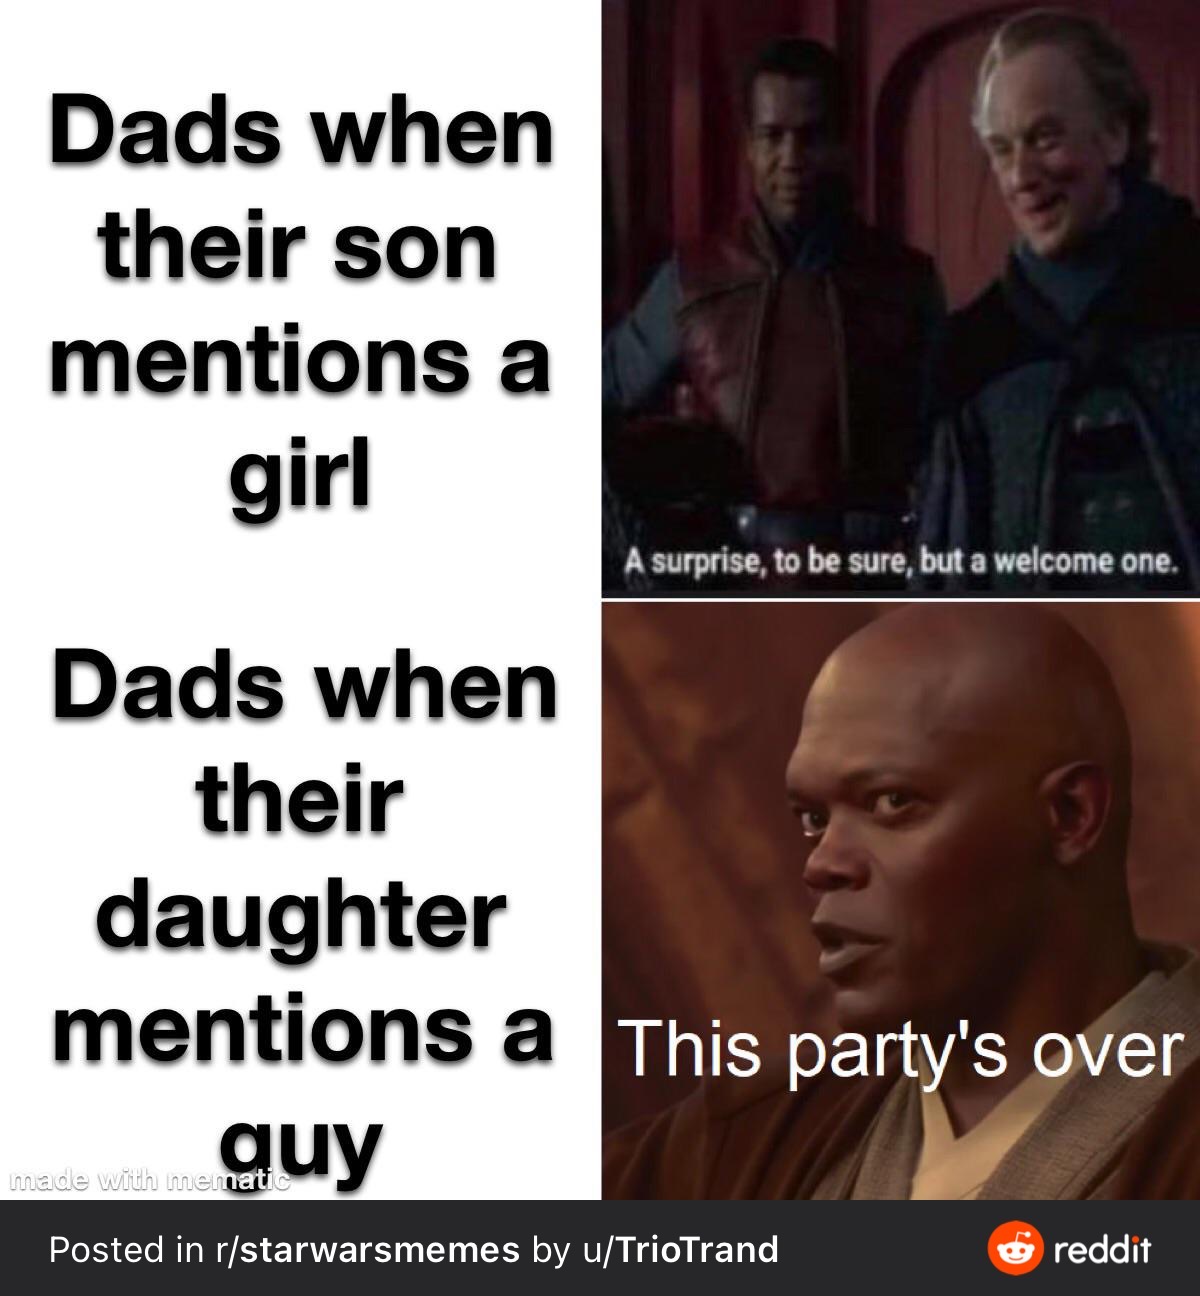 Dads when
their son
mentions a
girl
A surprise, to be sure, but a welcome one.
Dads when
their
daughter
mentions a
guy
This party's over
made with mematic
Posted in r/starwarsmemes by u/TrioTrand
reddit